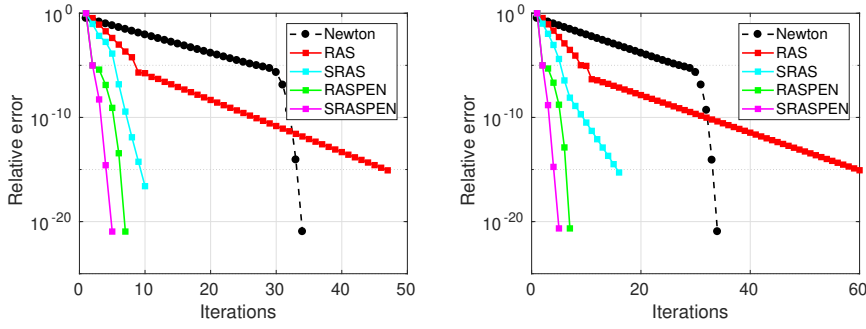 Relative error
10^0
10^-10
10^-20
0
10
20
30
40
50
Iterations
Newton
RAS
SRAS
RASPEN
SRASPEN
Relative error
10^0
10^-10
10^-20
0
20
40
60
Iterations
Newton
RAS
SRAS
RASPEN
SRASPEN